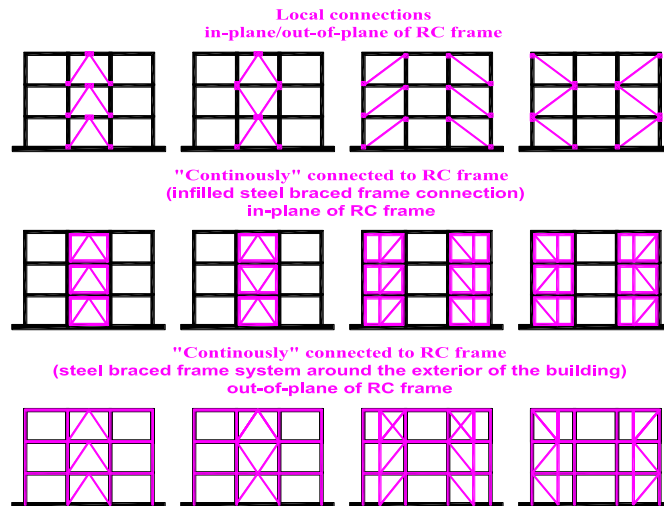 Local connections
in-plane/out-of-plane of RC frame
"Continously" connected to RC frame
(infilled steel braced frame connection)
in-plane of RC frame
"Continously" connected to RC frame
(steel braced frame system around the exterior of the building)
out-of-plane of RC frame